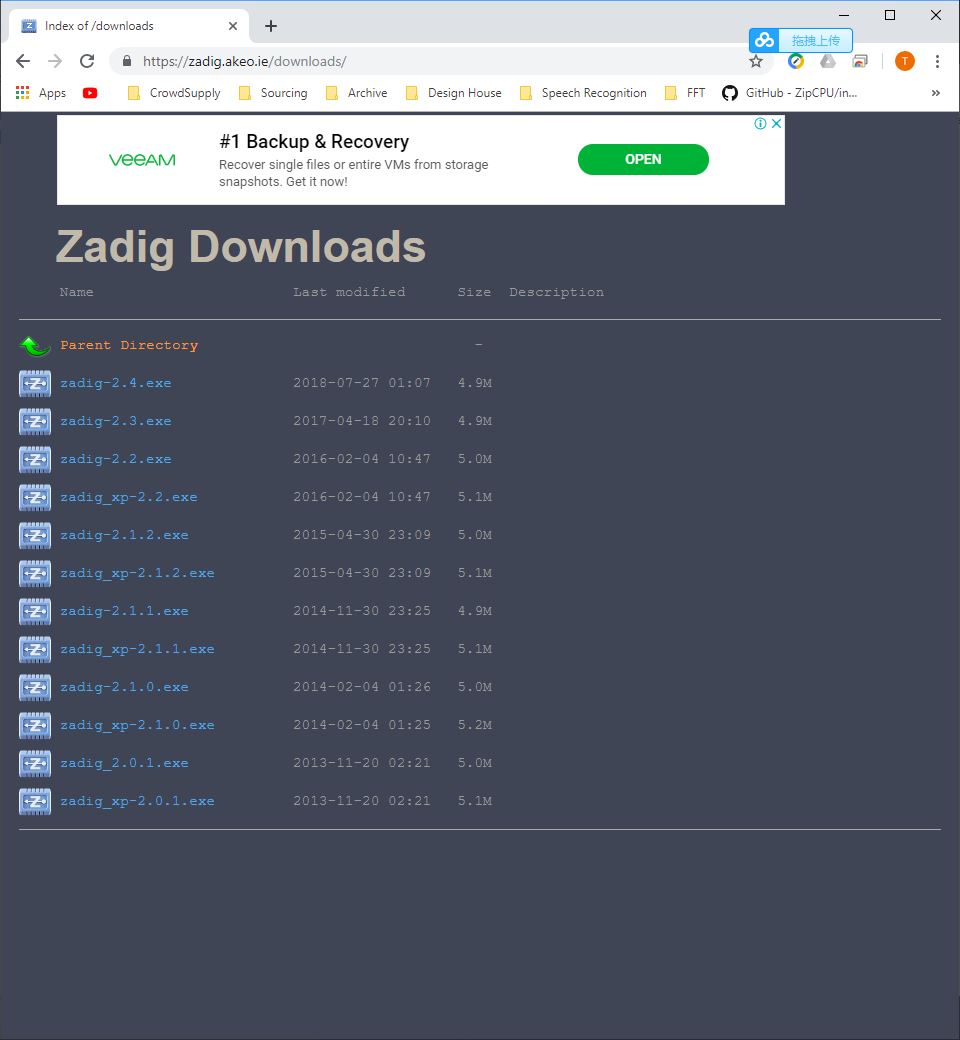 Index of /downloads
拖拽上传
https://zadig.akeo.ie/downloads/
T
Apps CrowdSupply Sourcing Archive Design House Speech Recognition FFT GitHub - ZipCPU/in... »
VEEAM
#1 Backup & Recovery
Recover single files or entire VMs from storage
snapshots. Get it now!
OPEN
Zadig Downloads
Name Last modified Size Description
Parent Directory -
zadig-2.4.exe 2018-07-27 01:07 4.9M
zadig-2.3.exe 2017-04-18 20:10 4.9M
zadig-2.2.exe 2016-02-04 10:47 5.0M
zadig_xp-2.2.exe 2016-02-04 10:47 5.1M
zadig-2.1.2.exe 2015-04-30 23:09 5.0M
zadig_xp-2.1.2.exe 2015-04-30 23:09 5.1M
zadig-2.1.1.exe 2014-11-30 23:25 4.9M
zadig_xp-2.1.1.exe 2014-11-30 23:25 5.1M
zadig-2.1.0.exe 2014-02-04 01:26 5.0M
zadig_xp-2.1.0.exe 2014-02-04 01:25 5.2M
zadig_2.0.1.exe 2013-11-20 02:21 5.0M
zadig_xp-2.0.1.exe 2013-11-20 02:21 5.1M